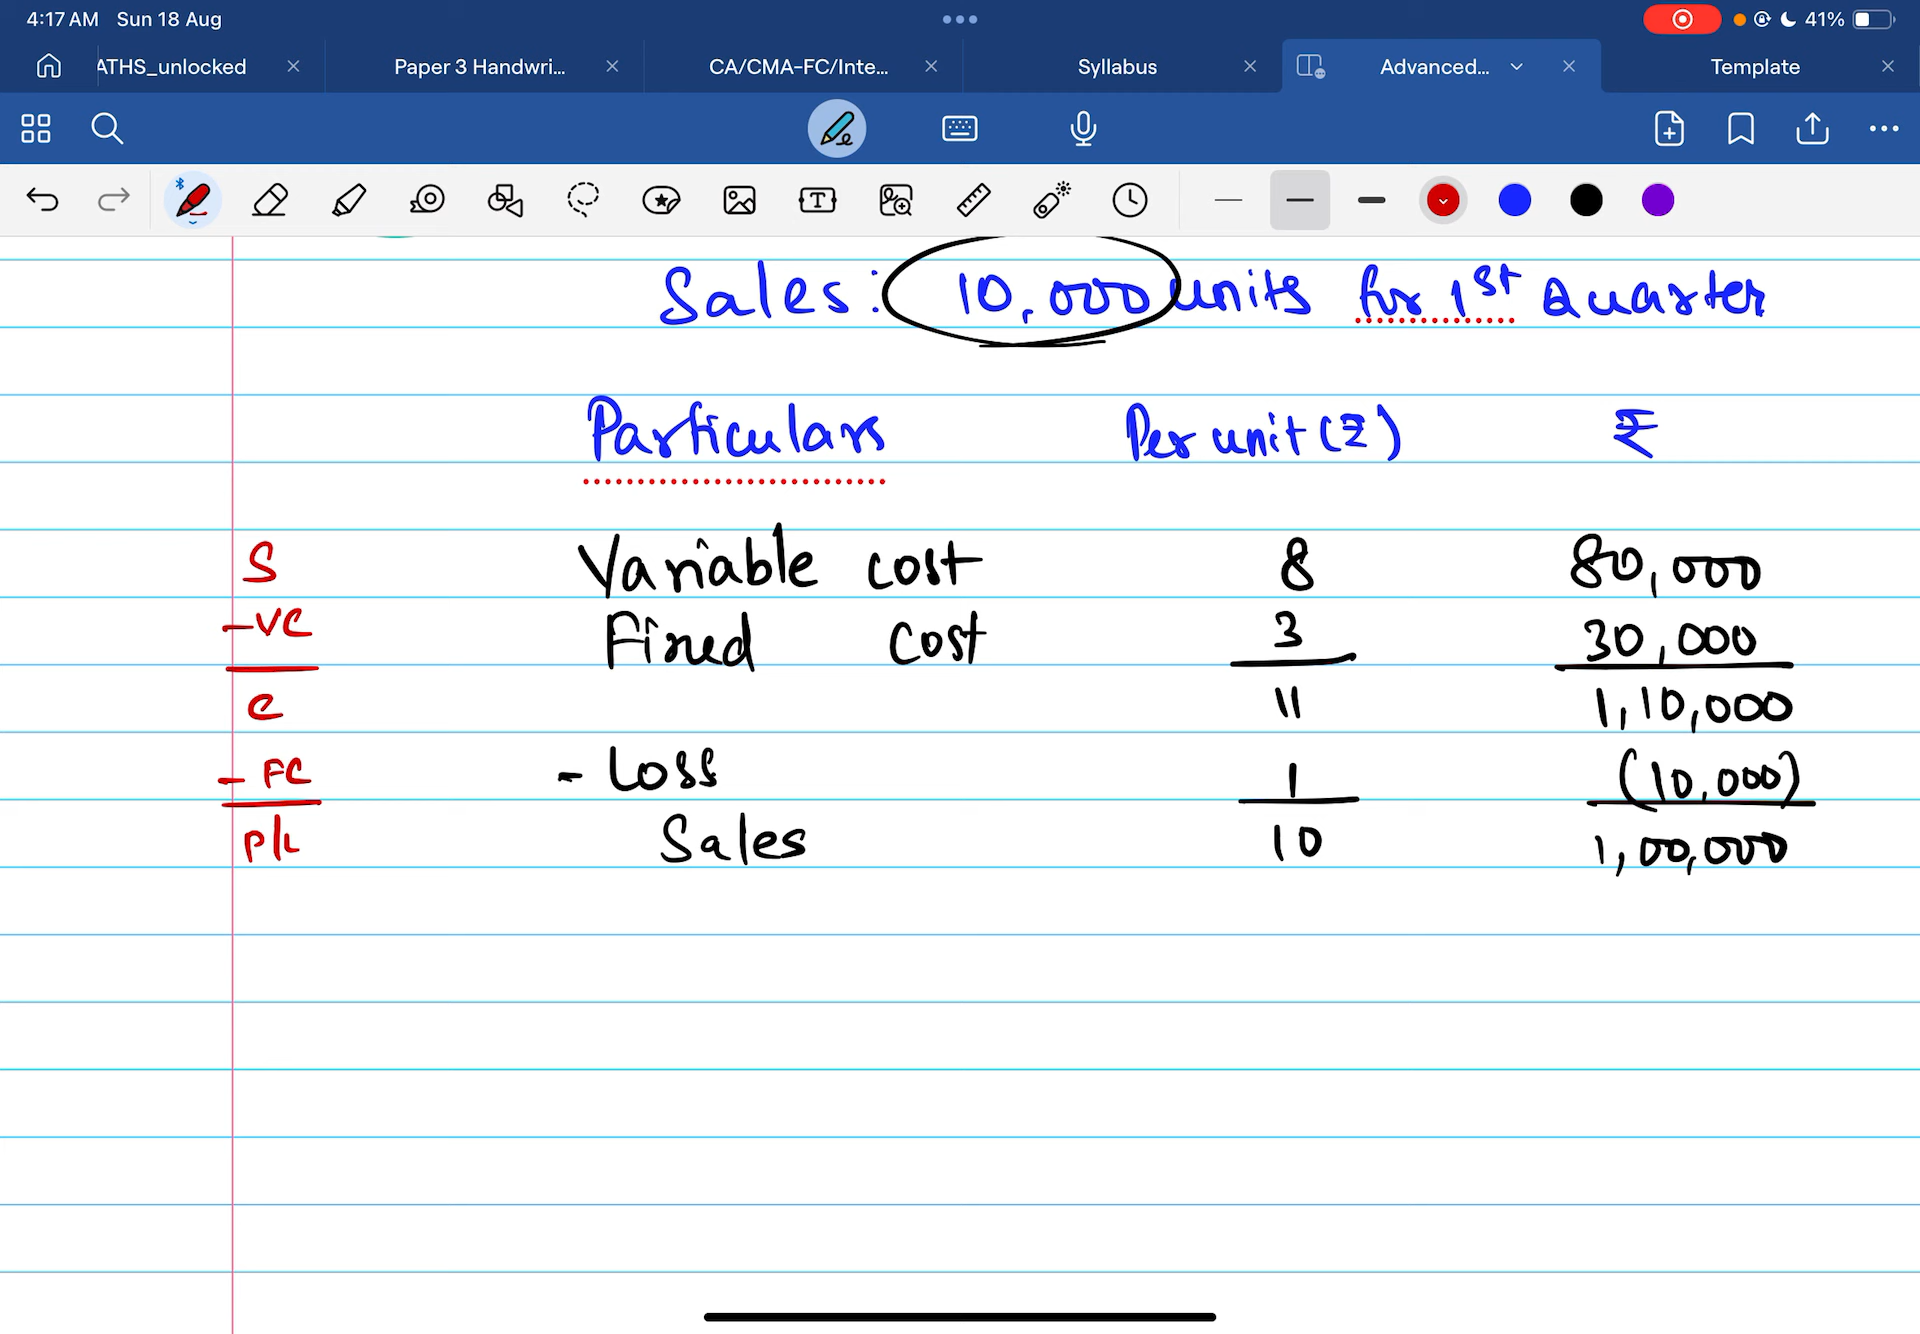 4:17 AM Sun 18 Aug 41%
ATHS_unlocked Paper 3 Handwri... CA/CMA-FC/Inte... Syllabus Advanced... Template
Sales: 10,000 units for 1st Quarter
Particulars Per unit (₹) ₹
S Variable cost 8 80,000
-VC Fixed cost 3 30,000
C 11 1,10,000
- FC - Loss 1 (10,000)
P/L Sales 10 1,00,000